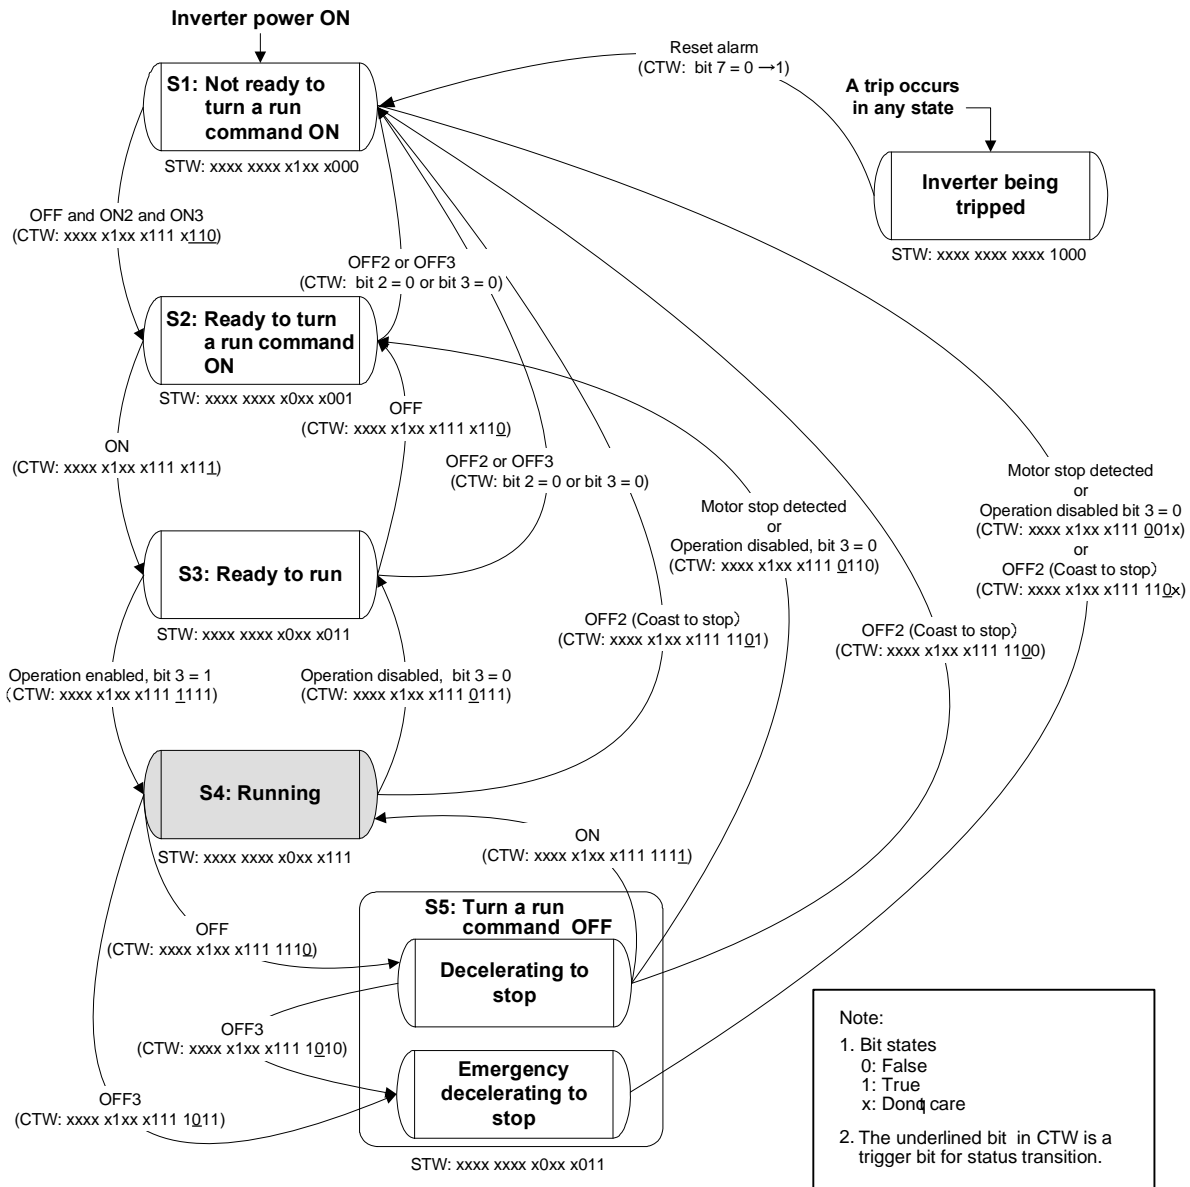 Inverter power ON
S1: Not ready to
turn a run
command ON
STW: xxxx xxxx x1xx x000
Reset alarm
(CTW: bit 7 = 0 →1)
A trip occurs
in any state
Inverter being
tripped
STW: xxxx xxxx xxxx 1000
OFF and ON2 and ON3
(CTW: xxxx x1xx x111 x110)
OFF2 or OFF3
(CTW: bit 2 = 0 or bit 3 = 0)
S2: Ready to turn
a run command
ON
STW: xxxx xxxx x0xx x001
ON
(CTW: xxxx x1xx x111 x111)
OFF
(CTW: xxxx x1xx x111 x110)
OFF2 or OFF3
(CTW: bit 2 = 0 or bit 3 = 0)
Motor stop detected
or
Operation disabled, bit 3 = 0
(CTW: xxxx x1xx x111 0110)
Motor stop detected
or
Operation disabled bit 3 = 0
(CTW: xxxx x1xx x111 001x)
or
OFF2 (Coast to stop)
(CTW: xxxx x1xx x111 110x)
S3: Ready to run
STW: xxxx xxxx x0xx x011
OFF2 (Coast to stop)
(CTW: xxxx x1xx x111 1101)
OFF2 (Coast to stop)
(CTW: xxxx x1xx x111 1100)
Operation enabled, bit 3 = 1
(CTW: xxxx x1xx x111 1111)
Operation disabled, bit 3 = 0
(CTW: xxxx x1xx x111 0111)
S4: Running
STW: xxxx xxxx x0xx x111
ON
(CTW: xxxx x1xx x111 1111)
OFF
(CTW: xxxx x1xx x111 1110)
S5: Turn a run
command OFF
Decelerating to
stop
OFF3
(CTW: xxxx x1xx x111 1010)
Emergency
decelerating to
stop
OFF3
(CTW: xxxx x1xx x111 1011)
STW: xxxx xxxx x0xx x011
Note:
1. Bit states
0: False
1: True
x: care
2. The underlined bit in CTW is a
trigger bit for status transition.